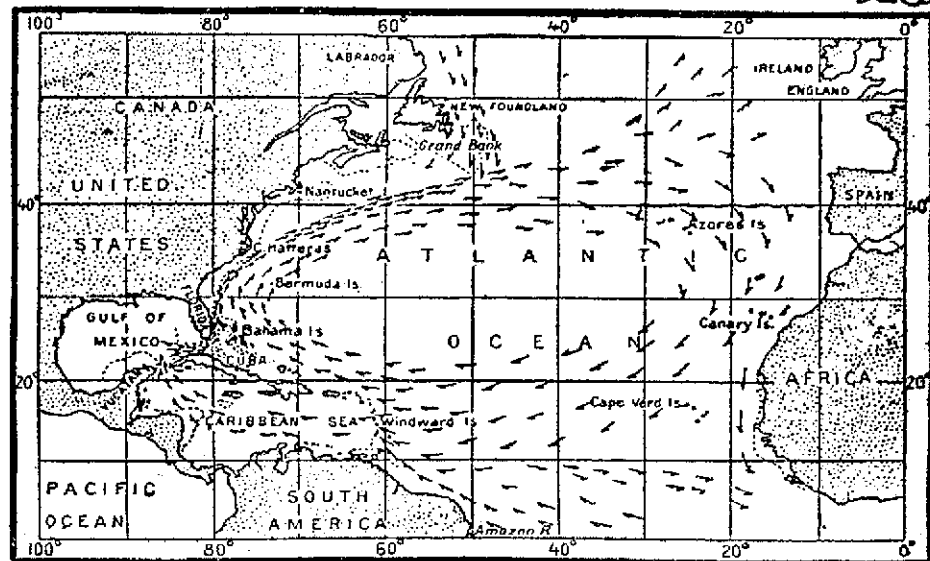 100° 80° 60° 40° 20° 0°
LABRADOR
IRELAND
ENGLAND
CANADA
NEW FOUNDLAND
Grand Bank
UNITED
Nantucket
SPAIN
40° 40°
Azores Is
STATES
C. Hatteras
ATLANTIC
Bermuda Is.
GULF OF
MEXICO
Bahama Is
Canary Is.
OCEAN
CUBA
AFRICA
20° 20°
Cape Verd Is
CARIBBEAN SEA
Windward Is
PACIFIC
OCEAN
SOUTH
AMERICA
Amazon R
100° 80° 60° 40° 20° 0°